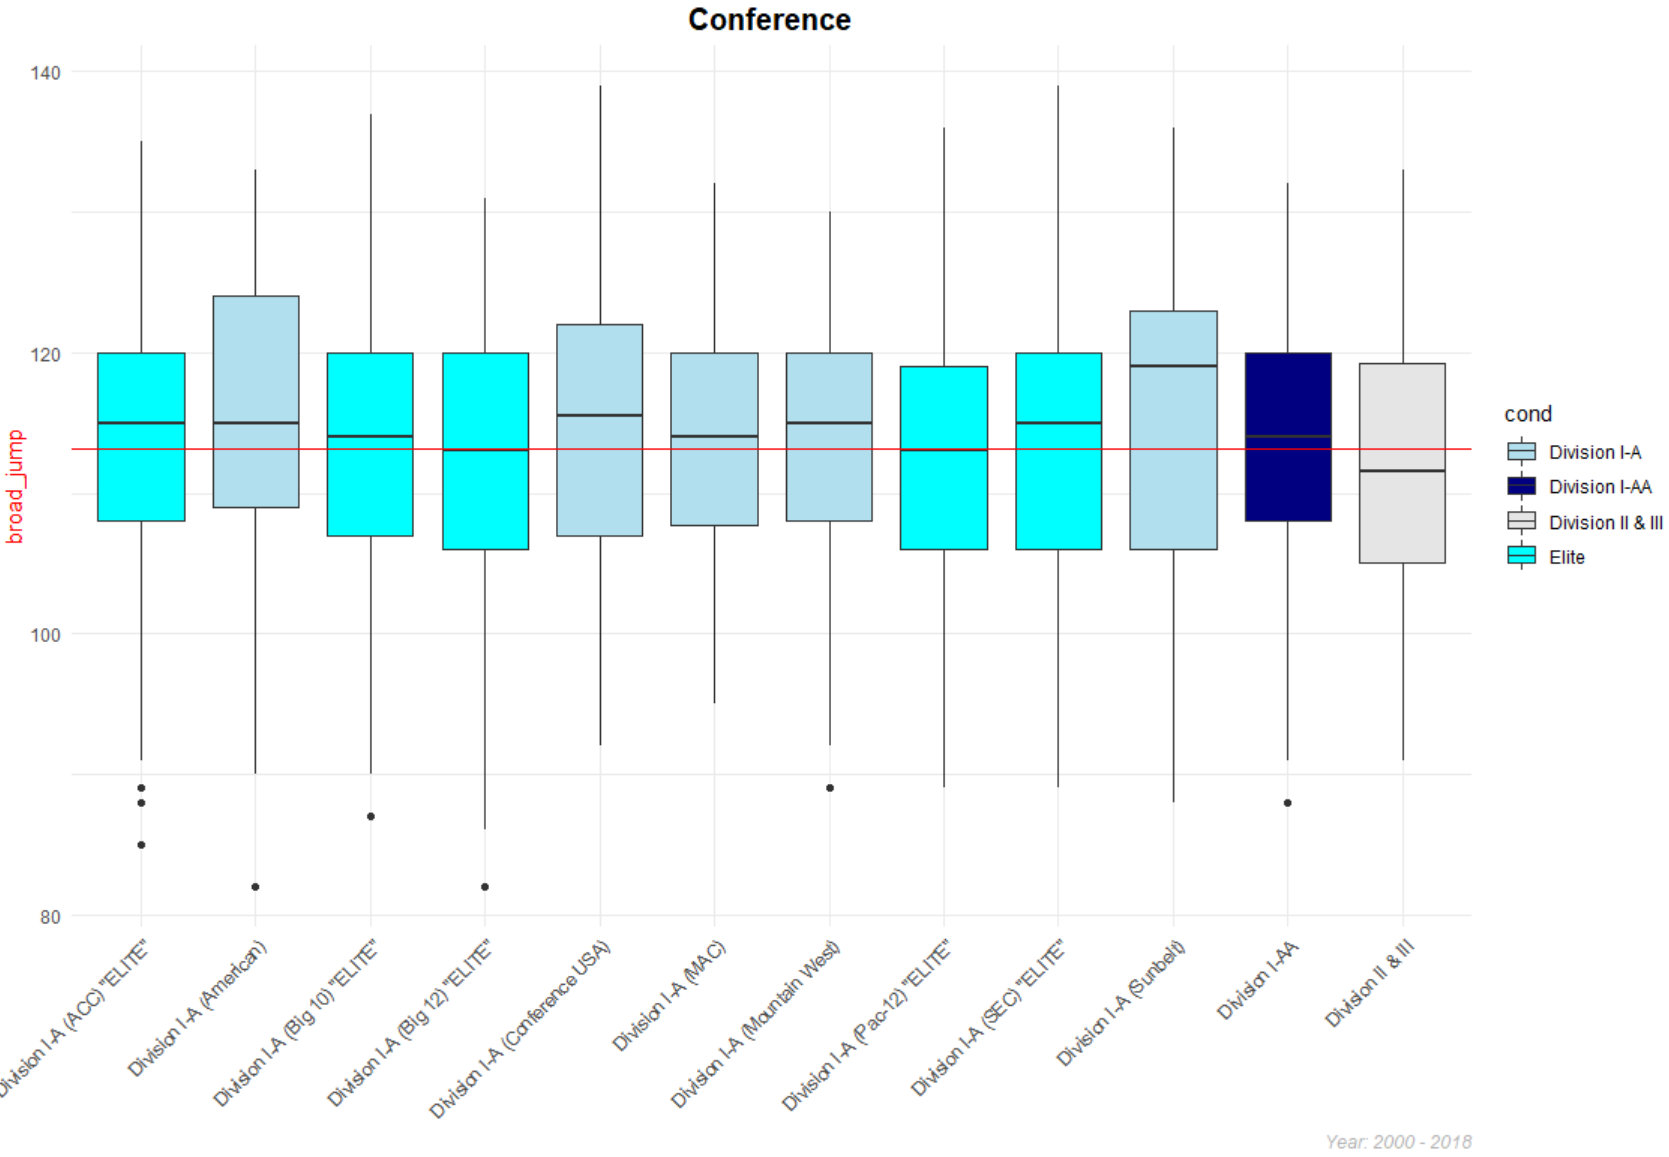 Conference
140
120
100
80
broad_jump
Division I-A (ACC) "ELITE"
Division I-A (American)
Division I-A (Big 10) "ELITE"
Division I-A (Big 12) "ELITE"
Division I-A (Conference USA)
Division I-A (MAC)
Division I-A (Mountain West)
Division I-A (Pac-12) "ELITE"
Division I-A (SEC) "ELITE"
Division I-A (Sunbelt)
Division I-AA
Division II & III
cond
Division I-A
Division I-AA
Division II & III
Elite
Year: 2000 - 2018